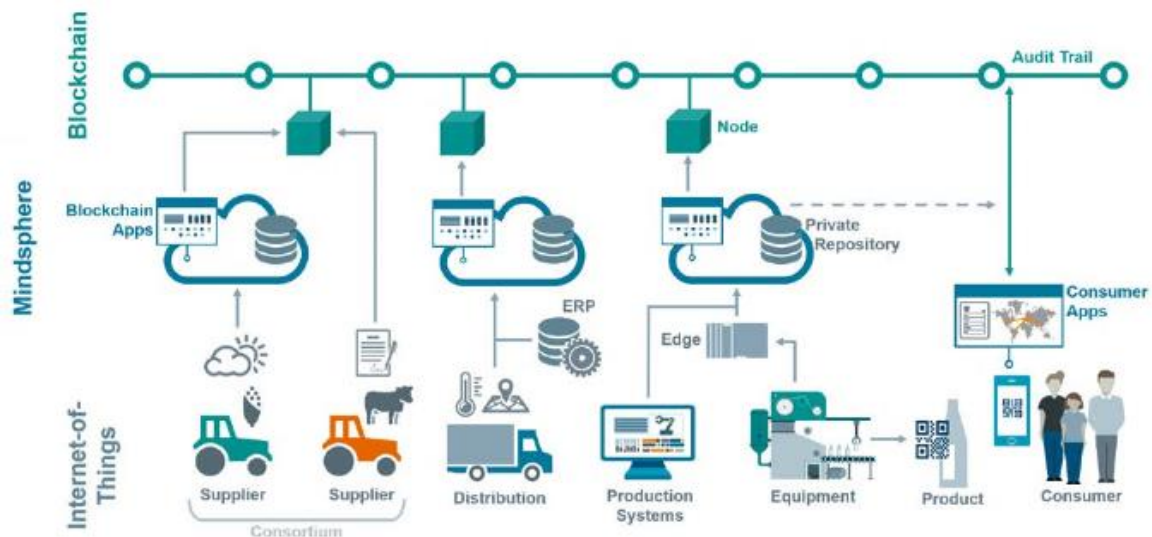 Blockchain
Audit Trail
Node
Mindsphere
Blockchain
Apps
Private
Repository
Consumer
Apps
ERP
Edge
Internet-of-
Things
Supplier
Supplier
Distribution
Production
Systems
Equipment
Product
Consumer
Consortium